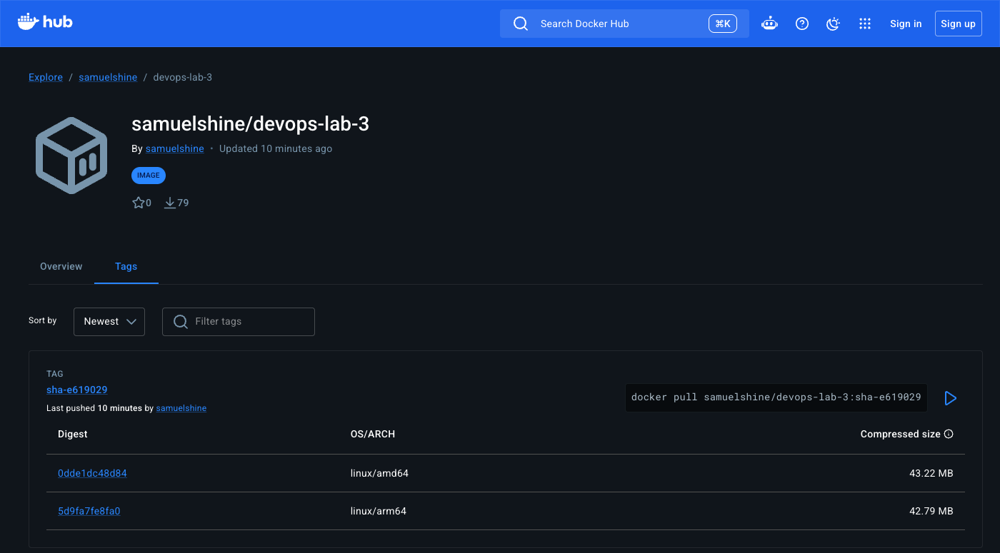 hub
Search Docker Hub ⌘K Sign in Sign up
Explore / samuelshine / devops-lab-3
samuelshine/devops-lab-3
By samuelshine • Updated 10 minutes ago
IMAGE
0 79
Overview Tags
Sort by Newest Filter tags
TAG
sha-e619029
docker pull samuelshine/devops-lab-3:sha-e619029
Last pushed 10 minutes by samuelshine
Digest OS/ARCH Compressed size
0dde1dc48d84 linux/amd64 43.22 MB
5d9fa7fe8fa0 linux/arm64 42.79 MB